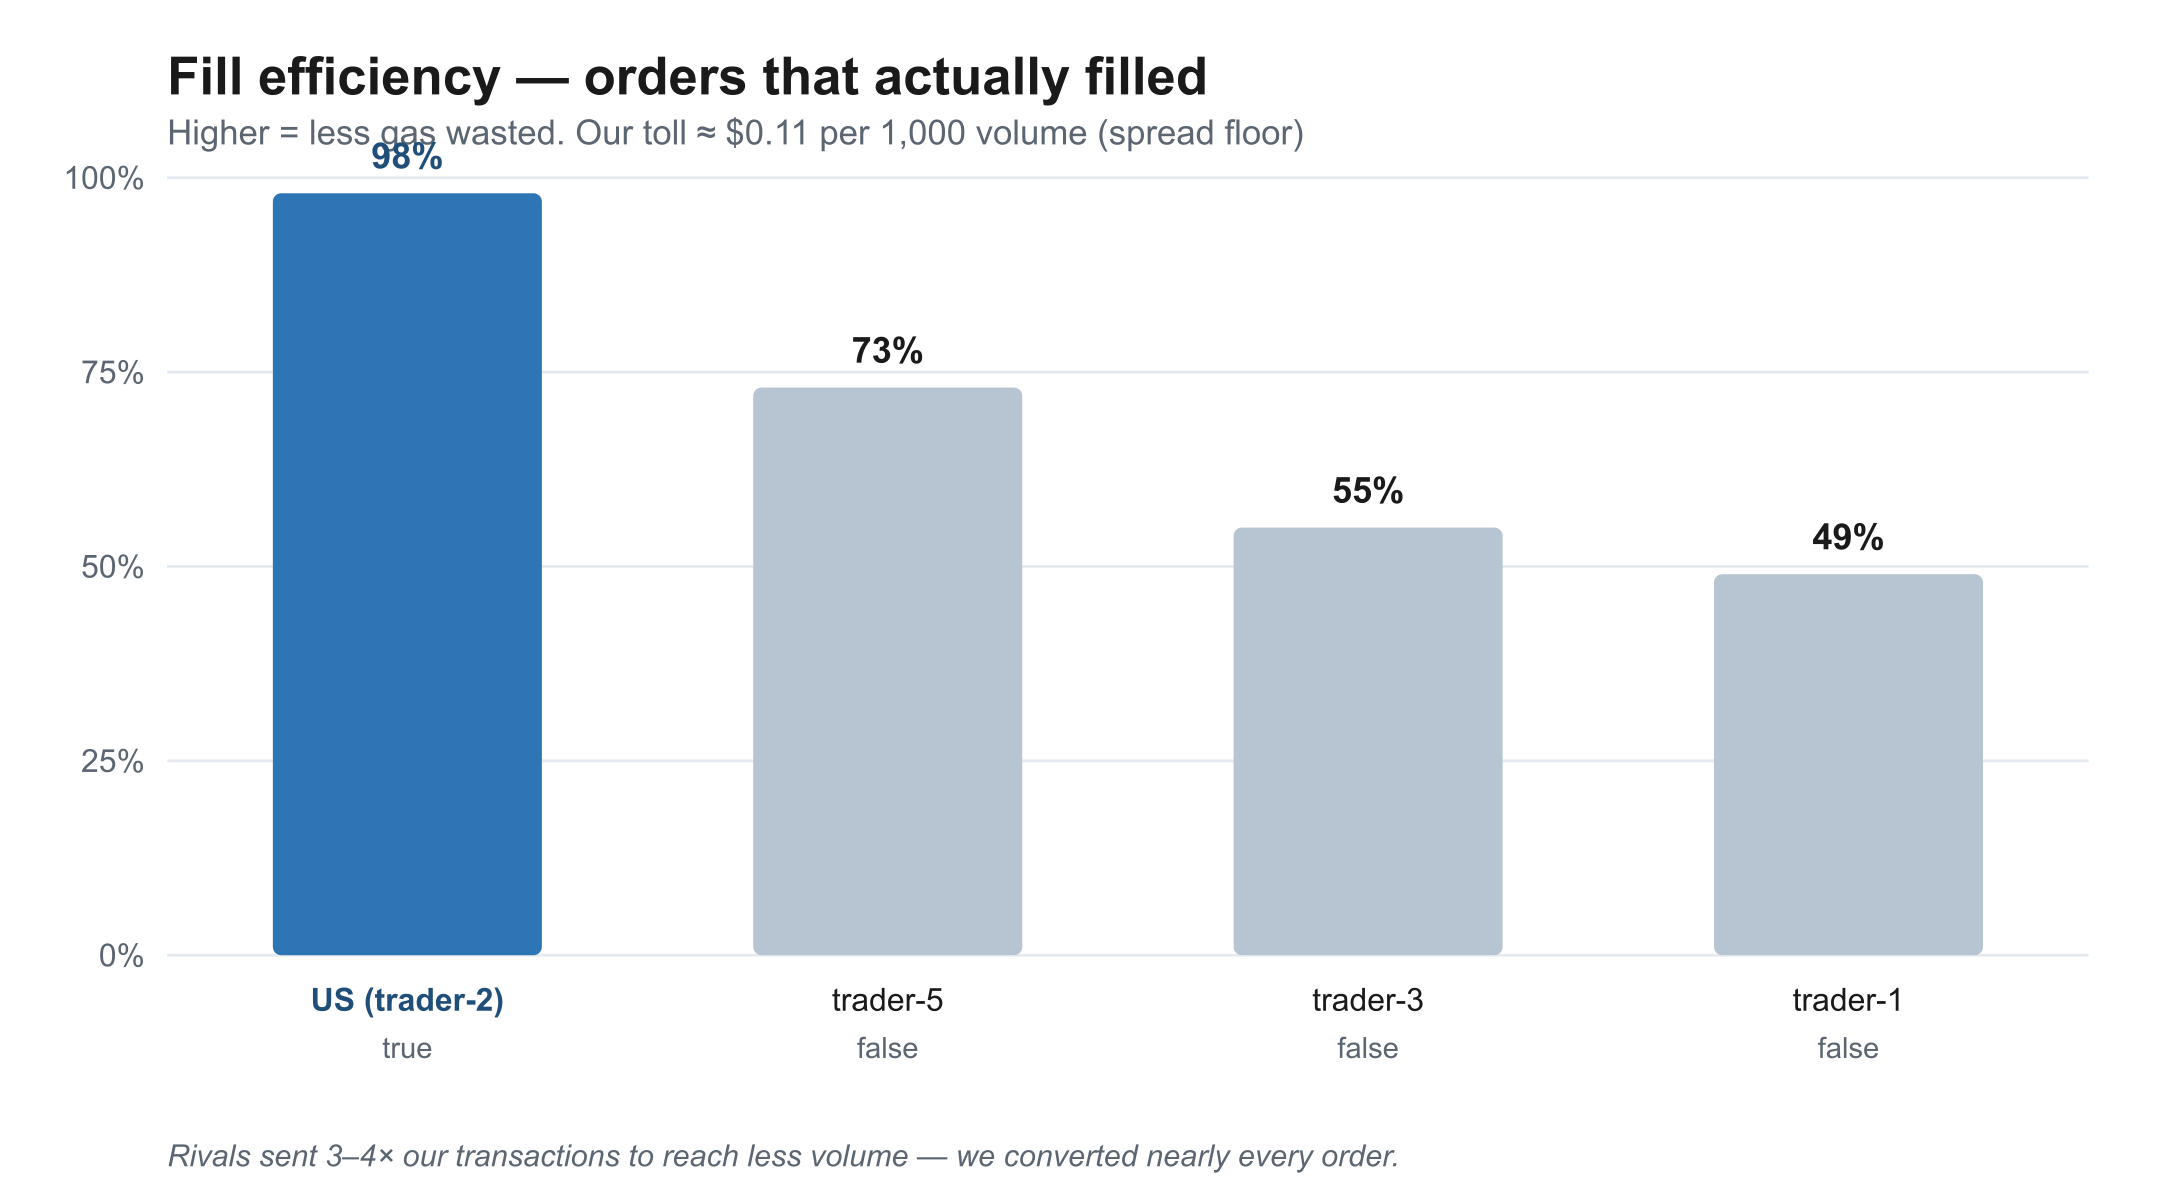 Fill efficiency — orders that actually filled
Higher = less gas wasted. Our toll ≈ $0.11 per 1,000 volume (spread floor)
98%
100%
73%
75%
55%
49%
50%
25%
0%
US (trader-2)
trader-5
trader-3
trader-1
true
false
false
false
Rivals sent 3–4× our transactions to reach less volume — we converted nearly every order.